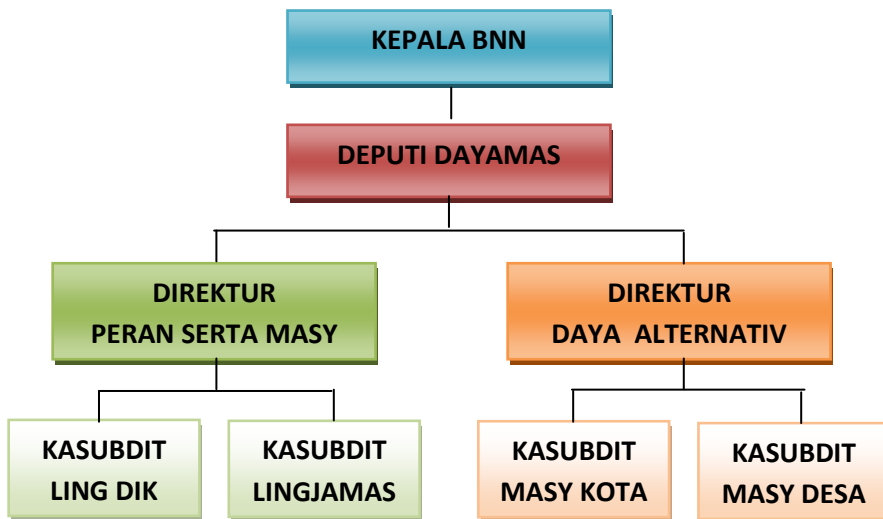 KEPALA BNN
DEPUTI DAYAMAS
DIREKTUR
PERAN SERTA MASY
DIREKTUR
DAYA ALTERNATIV
KASUBDIT
LING DIK
KASUBDIT
LINGJAMAS
KASUBDIT
MASY KOTA
KASUBDIT
MASY DESA